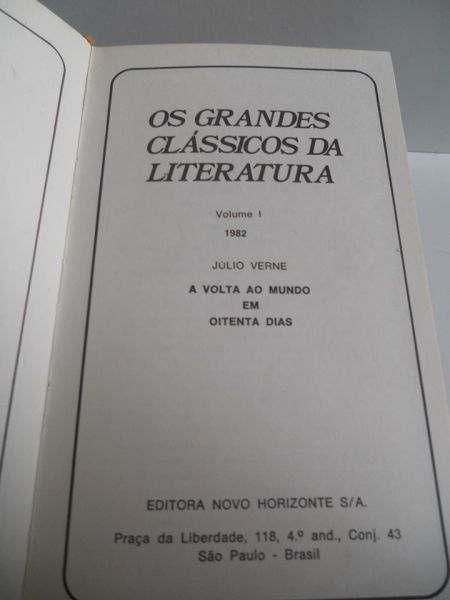 OS GRANDES
CLÁSSICOS DA
LITERATURA
Volume I
1982
JÚLIO VERNE
A VOLTA AO MUNDO
EM
OITENTA DIAS
EDITORA NOVO HORIZONTE S/A.
Praça da Liberdade, 118, 4.º and., Conj. 43
São Paulo - Brasil